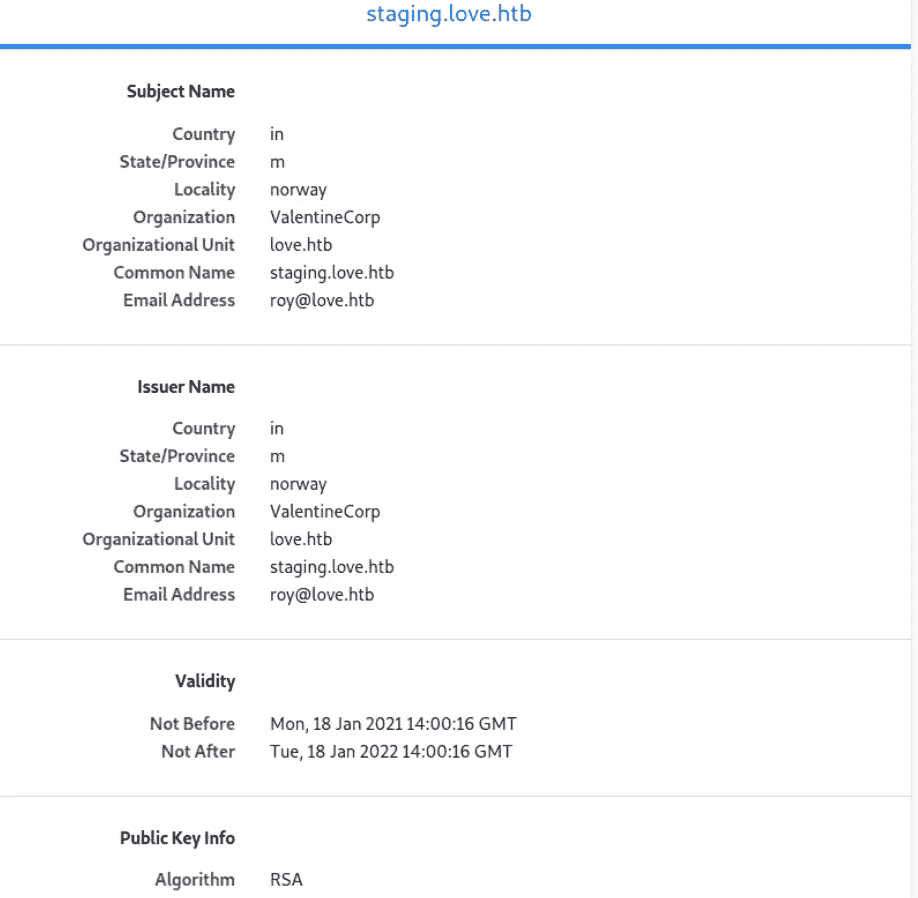 staging.love.htb
Subject Name
Country in
State/Province m
Locality norway
Organization ValentineCorp
Organizational Unit love.htb
Common Name staging.love.htb
Email Address roy@love.htb
Issuer Name
Country in
State/Province m
Locality norway
Organization ValentineCorp
Organizational Unit love.htb
Common Name staging.love.htb
Email Address roy@love.htb
Validity
Not Before Mon, 18 Jan 2021 14:00:16 GMT
Not After Tue, 18 Jan 2022 14:00:16 GMT
Public Key Info
Algorithm RSA